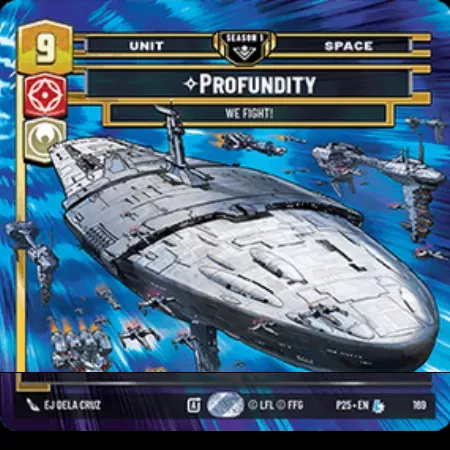 9
UNIT
SEASON 1
SPACE
✧PROFUNDITY
WE FIGHT!
EJ DELA CRUZ
A
© LFL © FFG
P25 • EN
169